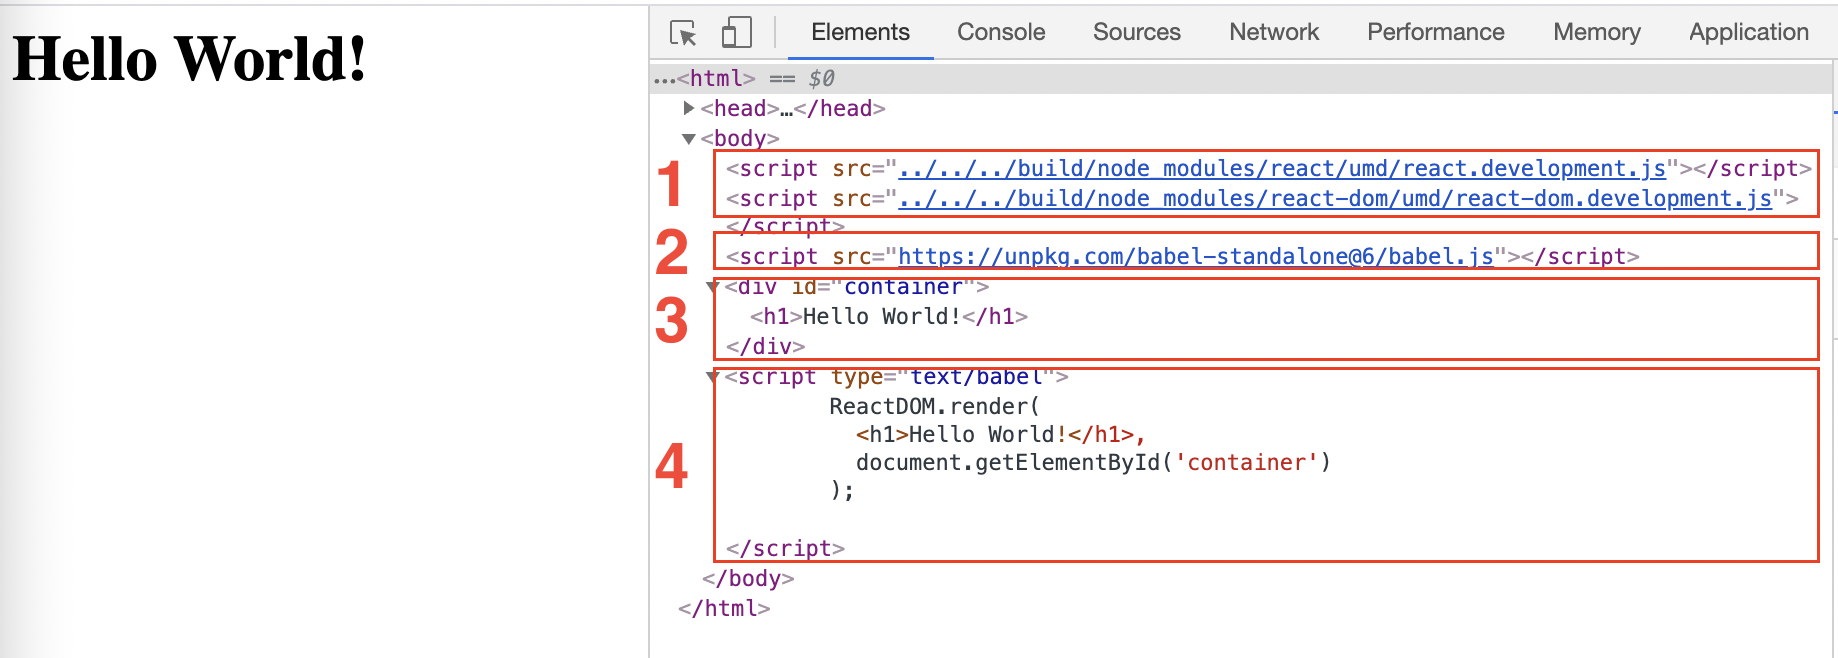 Hello World!
Elements Console Sources Network Performance Memory Application
…<html> == $0
<head>…</head>
<body>
1
<script src="../../../build/node_modules/react/umd/react.development.js"></script>
<script src="../../../build/node_modules/react-dom/umd/react-dom.development.js">
</script>
2
<script src="https://unpkg.com/babel-standalone@6/babel.js"></script>
<div id="container">
3
<h1>Hello World!</h1>
</div>
<script type="text/babel">
ReactDOM.render(
<h1>Hello World!</h1>,
4
document.getElementById('container')
);
</script>
</body>
</html>